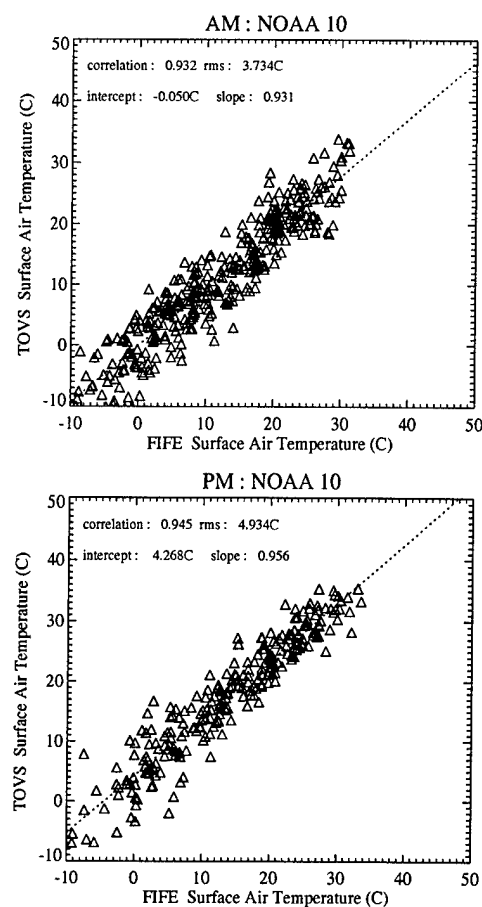 AM : NOAA 10
50
correlation : 0.932 rms : 3.734C
intercept : -0.050C slope : 0.931
40
30
20
10
0
-10
TOVS Surface Air Temperature (C)
-10 0 10 20 30 40 50
FIFE Surface Air Temperature (C)
PM : NOAA 10
50
correlation : 0.945 rms : 4.934C
intercept : 4.268C slope : 0.956
40
30
20
10
0
-10
TOVS Surface Air Temperature (C)
-10 0 10 20 30 40 50
FIFE Surface Air Temperature (C)